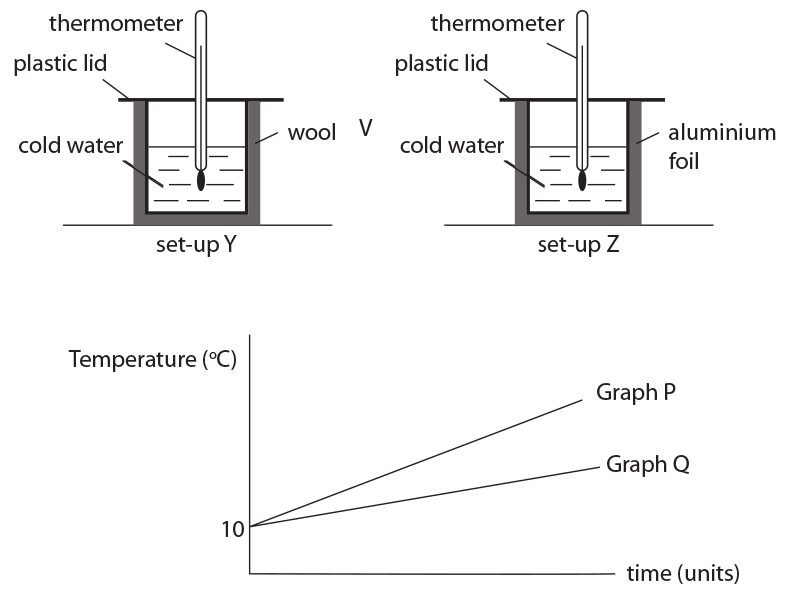 thermometer
plastic lid
cold water
wool
set-up Y
V
thermometer
plastic lid
cold water
aluminium
foil
set-up Z
Temperature (°C)
Graph P
Graph Q
10
time (units)